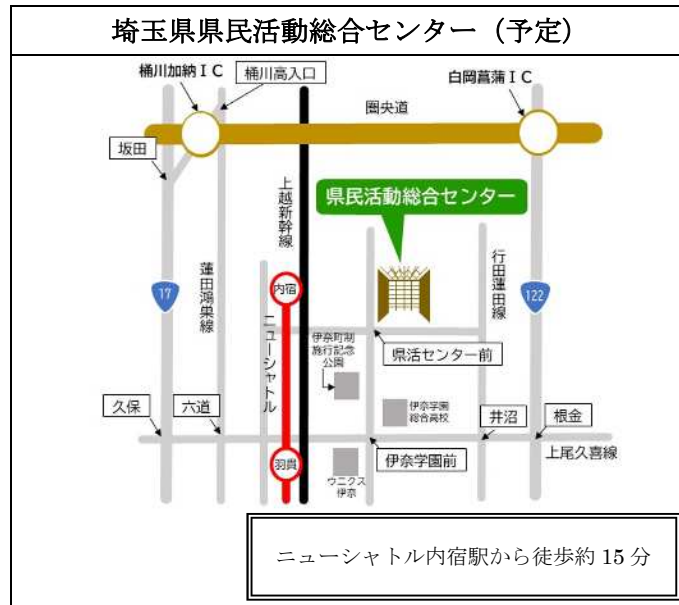 埼玉県県民活動総合センター（予定）
桶川加納ＩＣ
桶川高入口
白岡菖蒲ＩＣ
圏央道
坂田
上越新幹線
県民活動総合センター
蓮田鴻巣線
行田蓮田線
17
内宿
122
ニューシャトル
伊奈町制
施行記念
公園
県活センター前
久保
六道
伊奈学園
総合高校
井沼
根金
羽貫
ウニクス
伊奈
伊奈学園前
上尾久喜線
ニューシャトル内宿駅から徒歩約 15 分